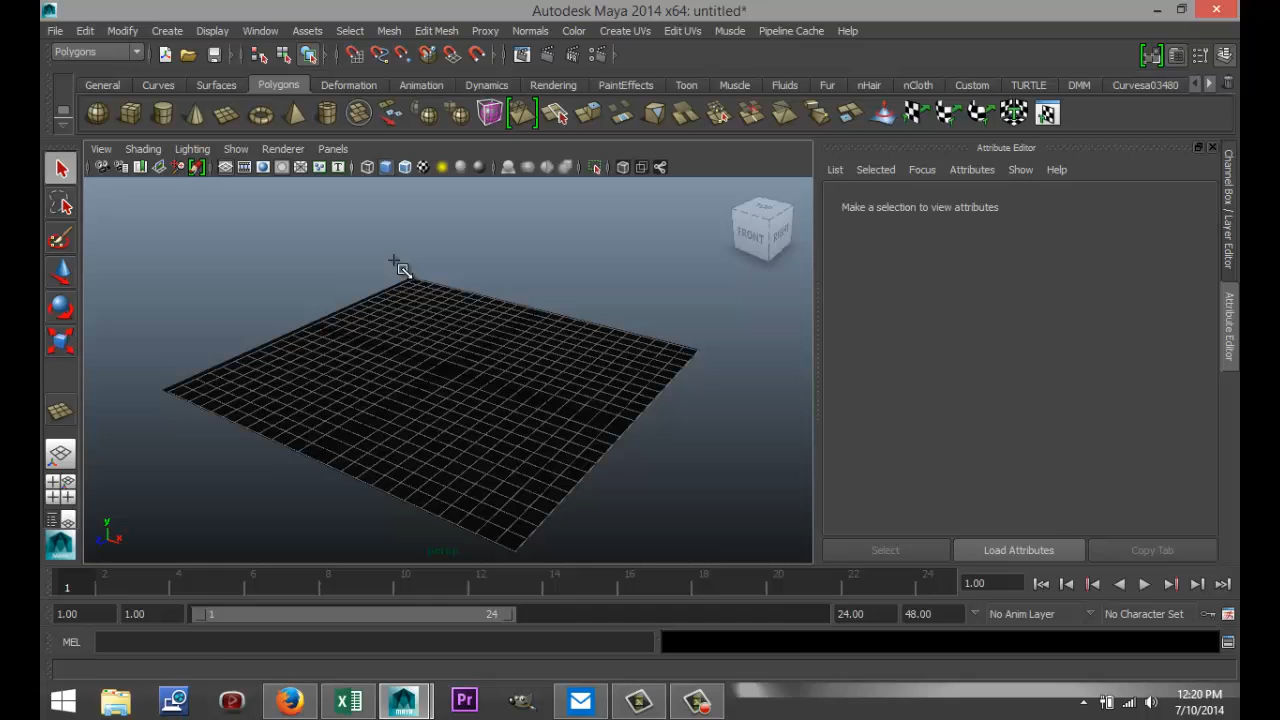 Autodesk Maya 2014 x64: untitled*
File Edit Modify Create Display Window Assets Select Mesh Edit Mesh Proxy Normals Color Create UVs Edit UVs Muscle Pipeline Cache Help
Polygons
General Curves Surfaces Polygons Deformation Animation Dynamics Rendering PaintEffects Toon Muscle Fluids Fur nHair nCloth Custom TURTLE DMM Curvesa03480
View Shading Lighting Show Renderer Panels
Attribute Editor
List Selected Focus Attributes Show Help
Make a selection to view attributes
FRONT RIGHT
Channel Box / Layer Editor
Attribute Editor
y
x
persp
Select Load Attributes Copy Tab
1 2 4 6 8 10 12 14 16 18 20 22 24 1.00
1.00 1.00 1 24 24.00 48.00 No Anim Layer No Character Set
MEL
Pr
12:20 PM
7/10/2014